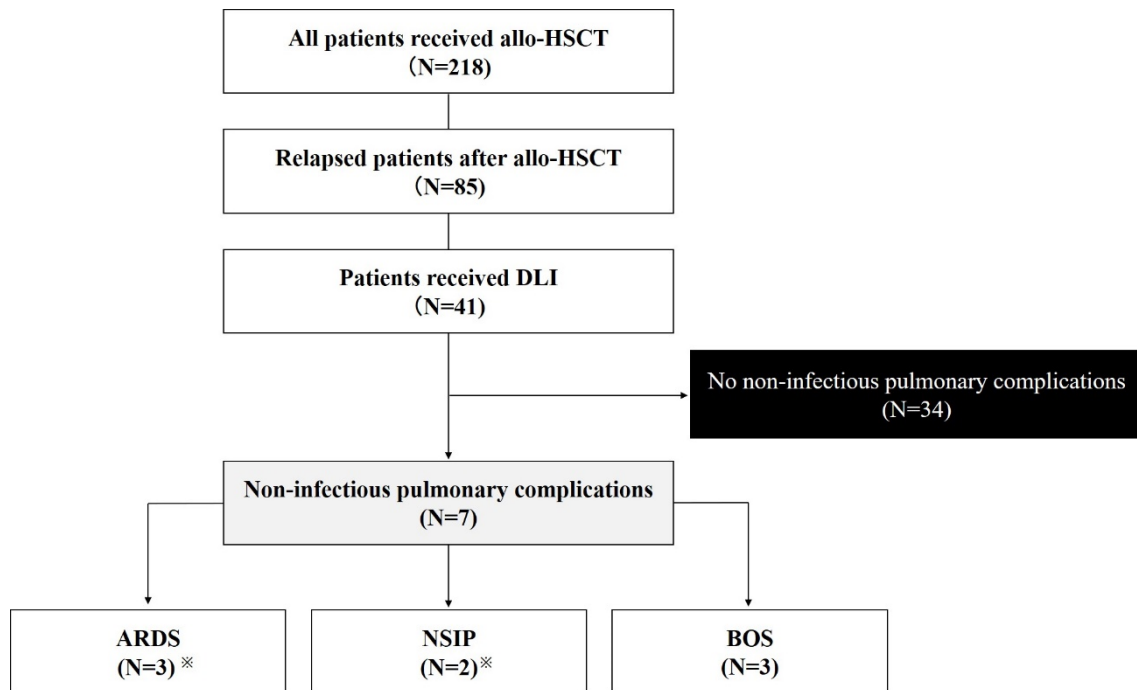 All patients received allo-HSCT
（N=218)
Relapsed patients after allo-HSCT
（N=85)
Patients received DLI
（N=41)
No non-infectious pulmonary complications
(N=34)
Non-infectious pulmonary complications
(N=7)
ARDS
(N=3) ※
NSIP
(N=2)※
BOS
(N=3)